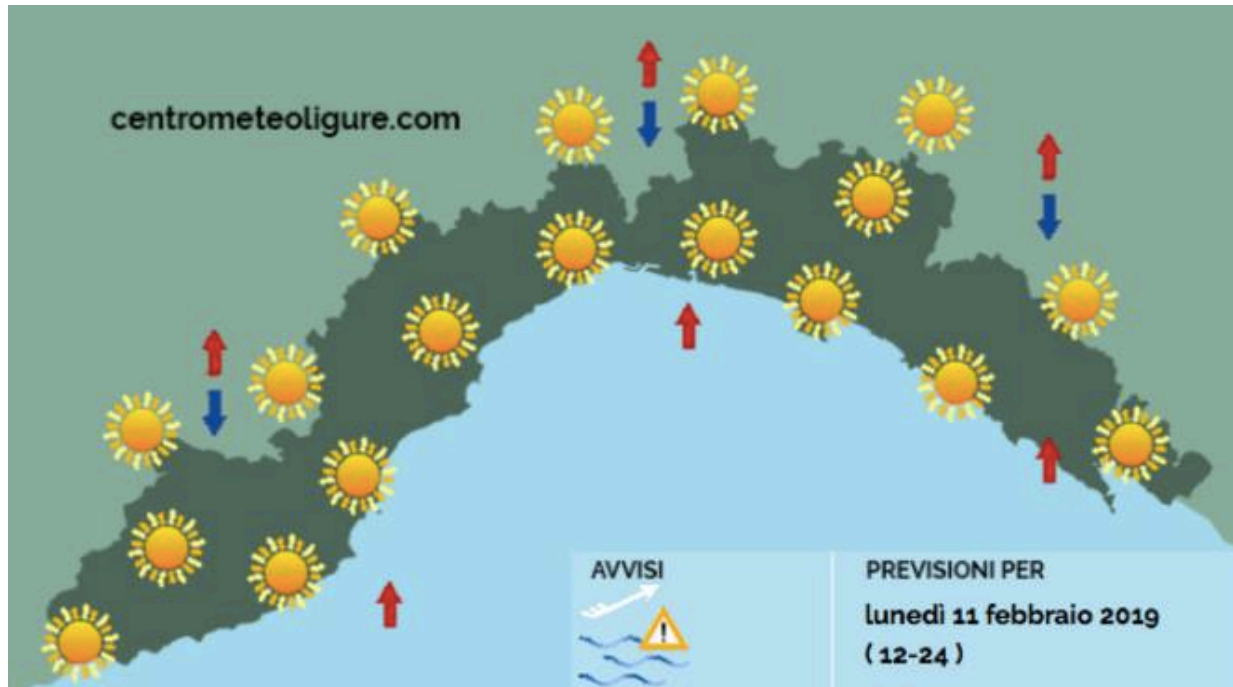 centrometeoligure.com
AVVISI
PREVISIONI PER
lunedì 11 febbraio 2019
( 12-24 )